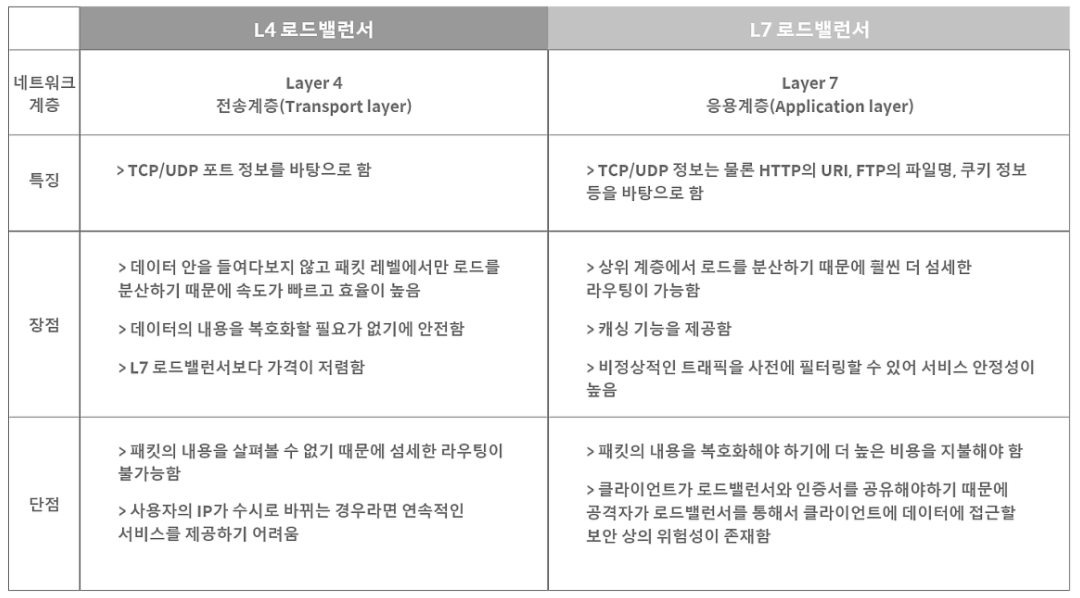 L4 로드밸런서
L7 로드밸런서
네트워크
계층
Layer 4
전송계층(Transport layer)
Layer 7
응용계층(Application layer)
특징
> TCP/UDP 포트 정보를 바탕으로 함
> TCP/UDP 정보는 물론 HTTP의 URI, FTP의 파일명, 쿠키 정보
등을 바탕으로 함
장점
> 데이터 안을 들여다보지 않고 패킷 레벨에서만 로드를
분산하기 때문에 속도가 빠르고 효율이 높음
> 데이터의 내용을 복호화할 필요가 없기에 안전함
> L7 로드밸런서보다 가격이 저렴함
> 상위 계층에서 로드를 분산하기 때문에 훨씬 더 섬세한
라우팅이 가능함
> 캐싱 기능을 제공함
> 비정상적인 트래픽을 사전에 필터링할 수 있어 서비스 안정성이
높음
단점
> 패킷의 내용을 살펴볼 수 없기 때문에 섬세한 라우팅이
불가능함
> 사용자의 IP가 수시로 바뀌는 경우라면 연속적인
서비스를 제공하기 어려움
> 패킷의 내용을 복호화해야 하기에 더 높은 비용을 지불해야 함
> 클라이언트가 로드밸런서와 인증서를 공유해야하기 때문에
공격자가 로드밸런서를 통해서 클라이언트에 데이터에 접근할
보안 상의 위험성이 존재함